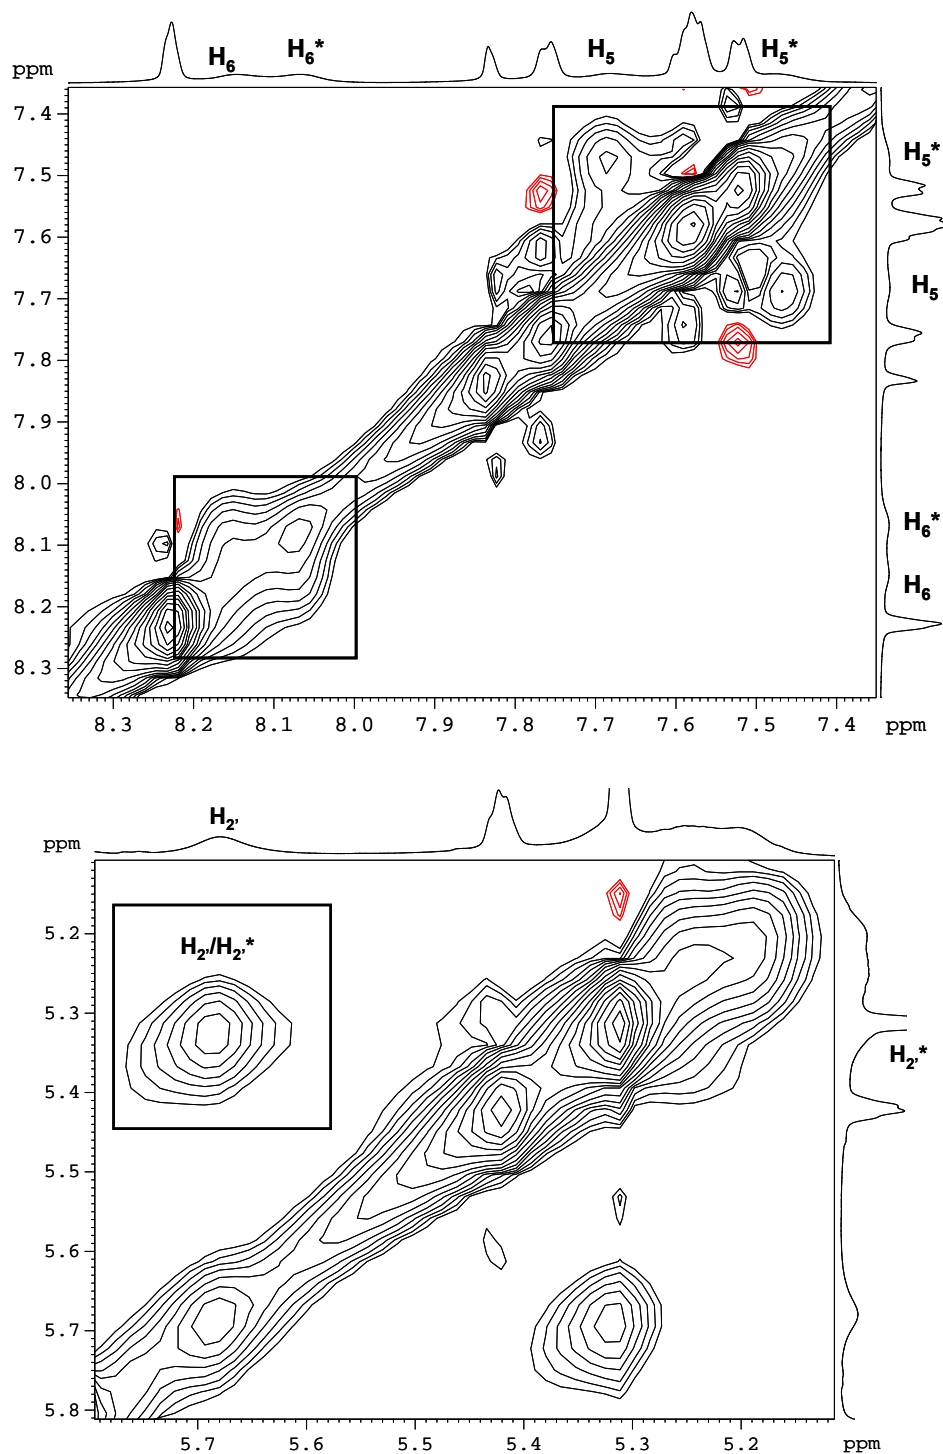 H₆ H₆* H₅ H₅*
ppm
7.4
7.5
7.6
7.7
7.8
7.9
8.0
8.1
8.2
8.3
H₅*
H₅
H₆*
H₆
8.3 8.2 8.1 8.0 7.9 7.8 7.7 7.6 7.5 7.4 ppm
H₂'
ppm
5.2
5.3
5.4
5.5
5.6
5.7
5.8
H₂'/H₂'*
H₂'*
5.7 5.6 5.5 5.4 5.3 5.2 ppm